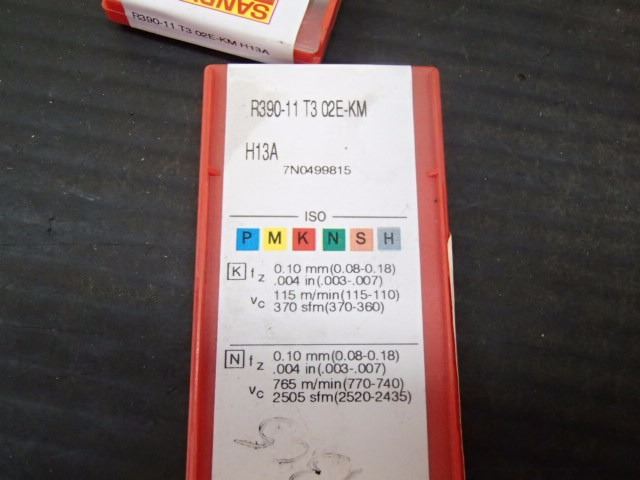 SAND
R390-11 T3 02E-KM H13A
R390-11 T3 02E-KM
H13A
7N0499815
ISO
P M K N S H
K fz 0.10 mm(0.08-0.18)
.004 in(.003-.007)
vc 115 m/min(115-110)
370 sfm(370-360)
N fz 0.10 mm(0.08-0.18)
.004 in(.003-.007)
vc 765 m/min(770-740)
2505 sfm(2520-2435)